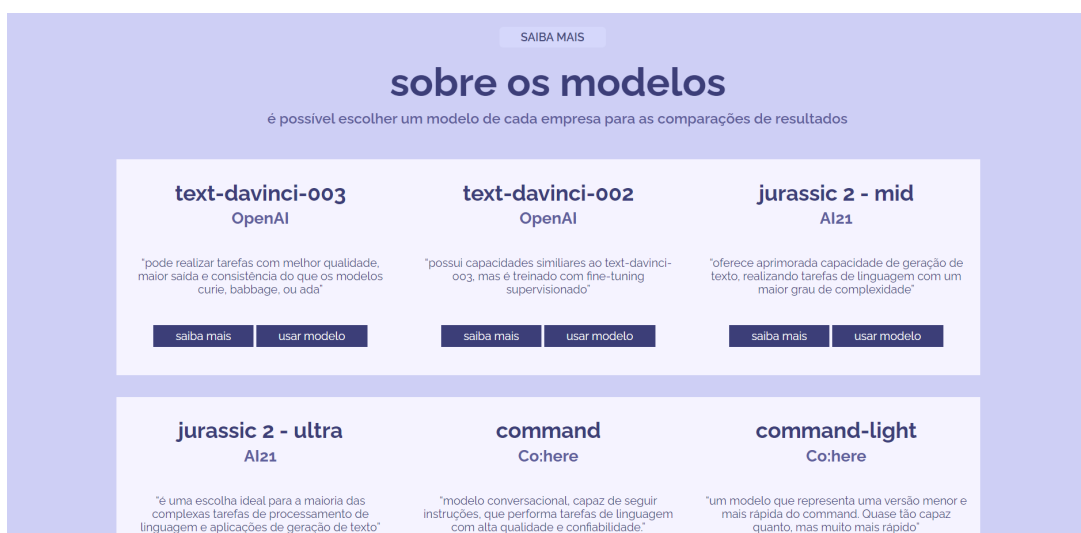 SAIBA MAIS
sobre os modelos
é possível escolher um modelo de cada empresa para as comparações de resultados
text-davinci-003
OpenAI
"pode realizar tarefas com melhor qualidade,
maior saída e consistência do que os modelos
curie, babbage, ou ada"
saiba mais
usar modelo
text-davinci-002
OpenAI
"possui capacidades similiares ao text-davinci-
003, mas é treinado com fine-tuning
supervisionado"
saiba mais
usar modelo
jurassic 2 - mid
AI21
"oferece aprimorada capacidade de geração de
texto, realizando tarefas de linguagem com um
maior grau de complexidade"
saiba mais
usar modelo
jurassic 2 - ultra
AI21
"é uma escolha ideal para a maioria das
complexas tarefas de processamento de
linguagem e aplicações de geração de texto"
command
Co:here
"modelo conversacional, capaz de seguir
instruções, que performa tarefas de linguagem
com alta qualidade e confiabilidade."
command-light
Co:here
"um modelo que representa uma versão menor e
mais rápida do command. Quase tão capaz
quanto, mas muito mais rápido"